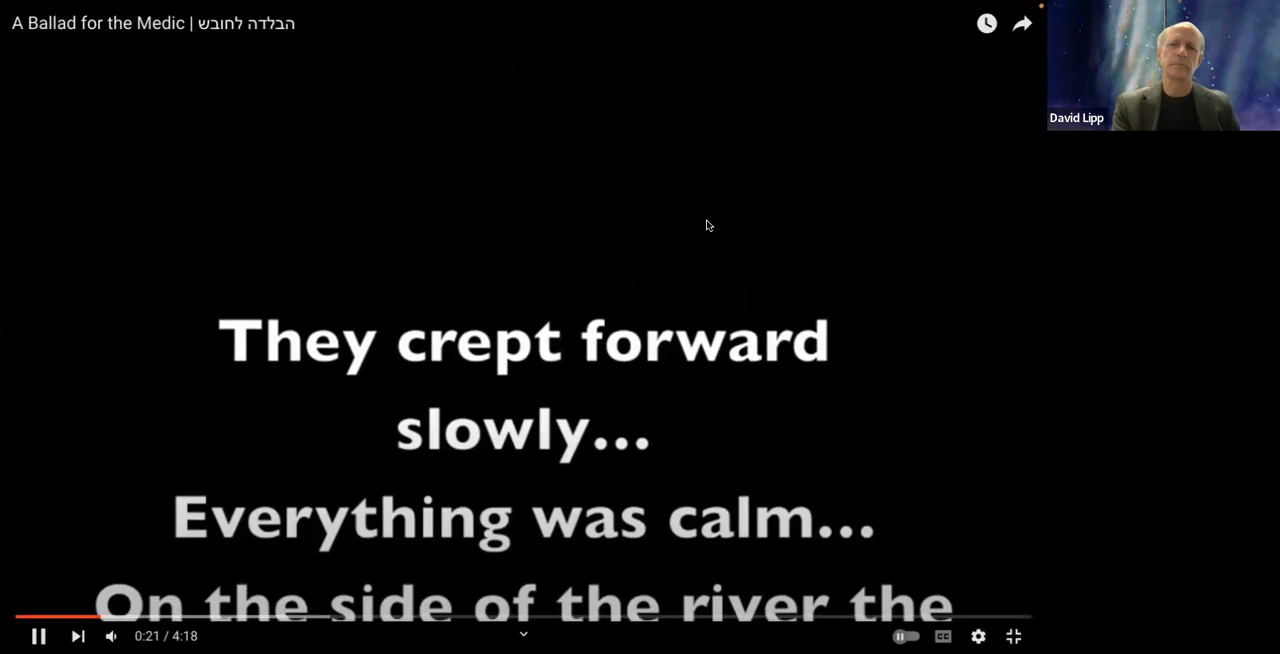 A Ballad for the Medic | הבלדה לחובש
David Lipp
They crept forward
slowly...
Everything was calm...
On the side of the river the
0:21 / 4:18
CC